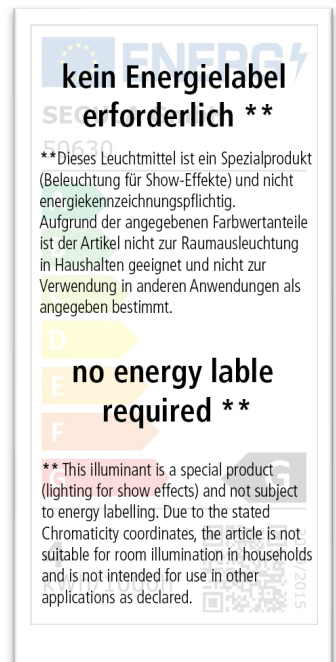 ENERG
kein Energielabel
erforderlich **
50630
**Dieses Leuchtmittel ist ein Spezialprodukt
(Beleuchtung für Show-Effekte) und nicht
energiekennzeichnungspflichtig.
Aufgrund der angegebenen Farbwertanteile
ist der Artikel nicht zur Raumausleuchtung
in Haushalten geeignet und nicht zur
Verwendung in anderen Anwendungen als
angegeben bestimmt.
D
no energy lable
E
required **
F
G
** This illuminant is a special product
(lighting for show effects) and not subject
to energy labelling. Due to the stated
Chromaticity coordinates, the article is not
suitable for room illumination in households
and is not intended for use in other
applications as declared.
kWh/1000h